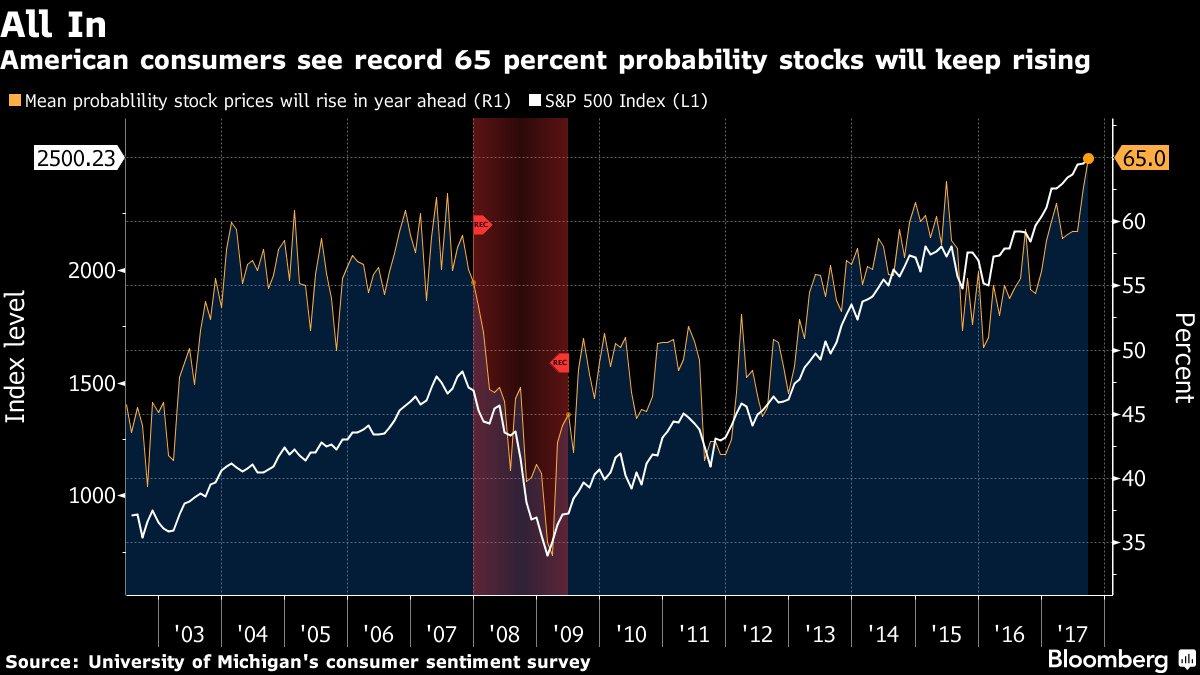 All In
American consumers see record 65 percent probability stocks will keep rising
Mean probablility stock prices will rise in year ahead (R1) S&P 500 Index (L1)
2500.23
65.0
REC
60
2000
55
REC
50
1500
45
1000
40
35
Index level
Percent
'03 '04 '05 '06 '07 '08 '09 '10 '11 '12 '13 '14 '15 '16 '17
Source: University of Michigan's consumer sentiment survey
Bloomberg